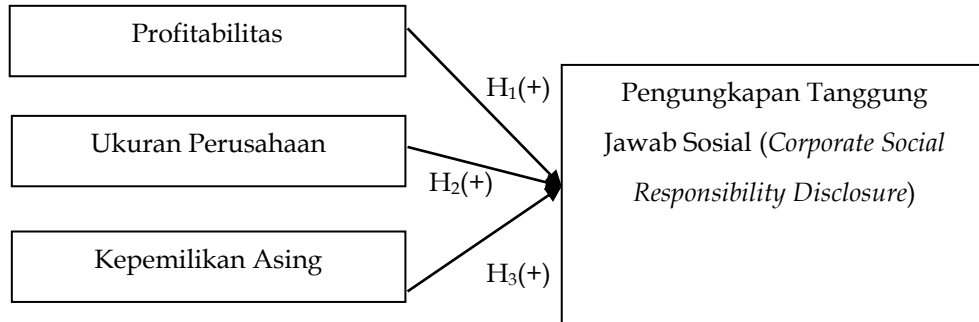 Profitabilitas
H₁(+)
Ukuran Perusahaan
H₂(+)
Kepemilikan Asing
H₃(+)
Pengungkapan Tanggung
Jawab Sosial (Corporate Social
Responsibility Disclosure)